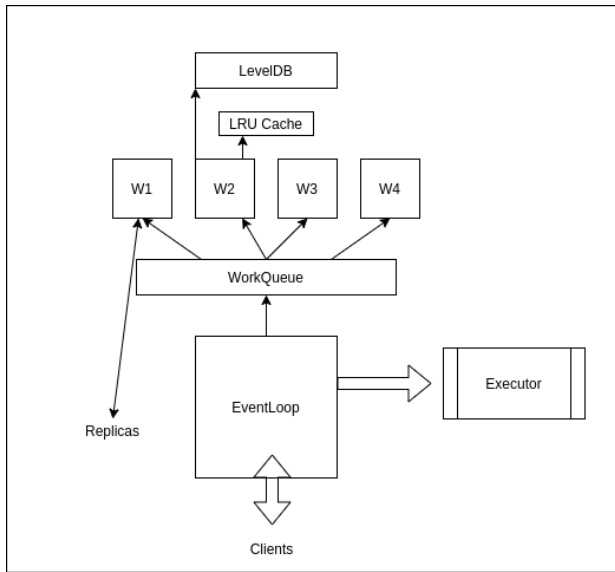 LevelDB
LRU Cache
W1
W2
W3
W4
WorkQueue
EventLoop
Executor
Replicas
Clients